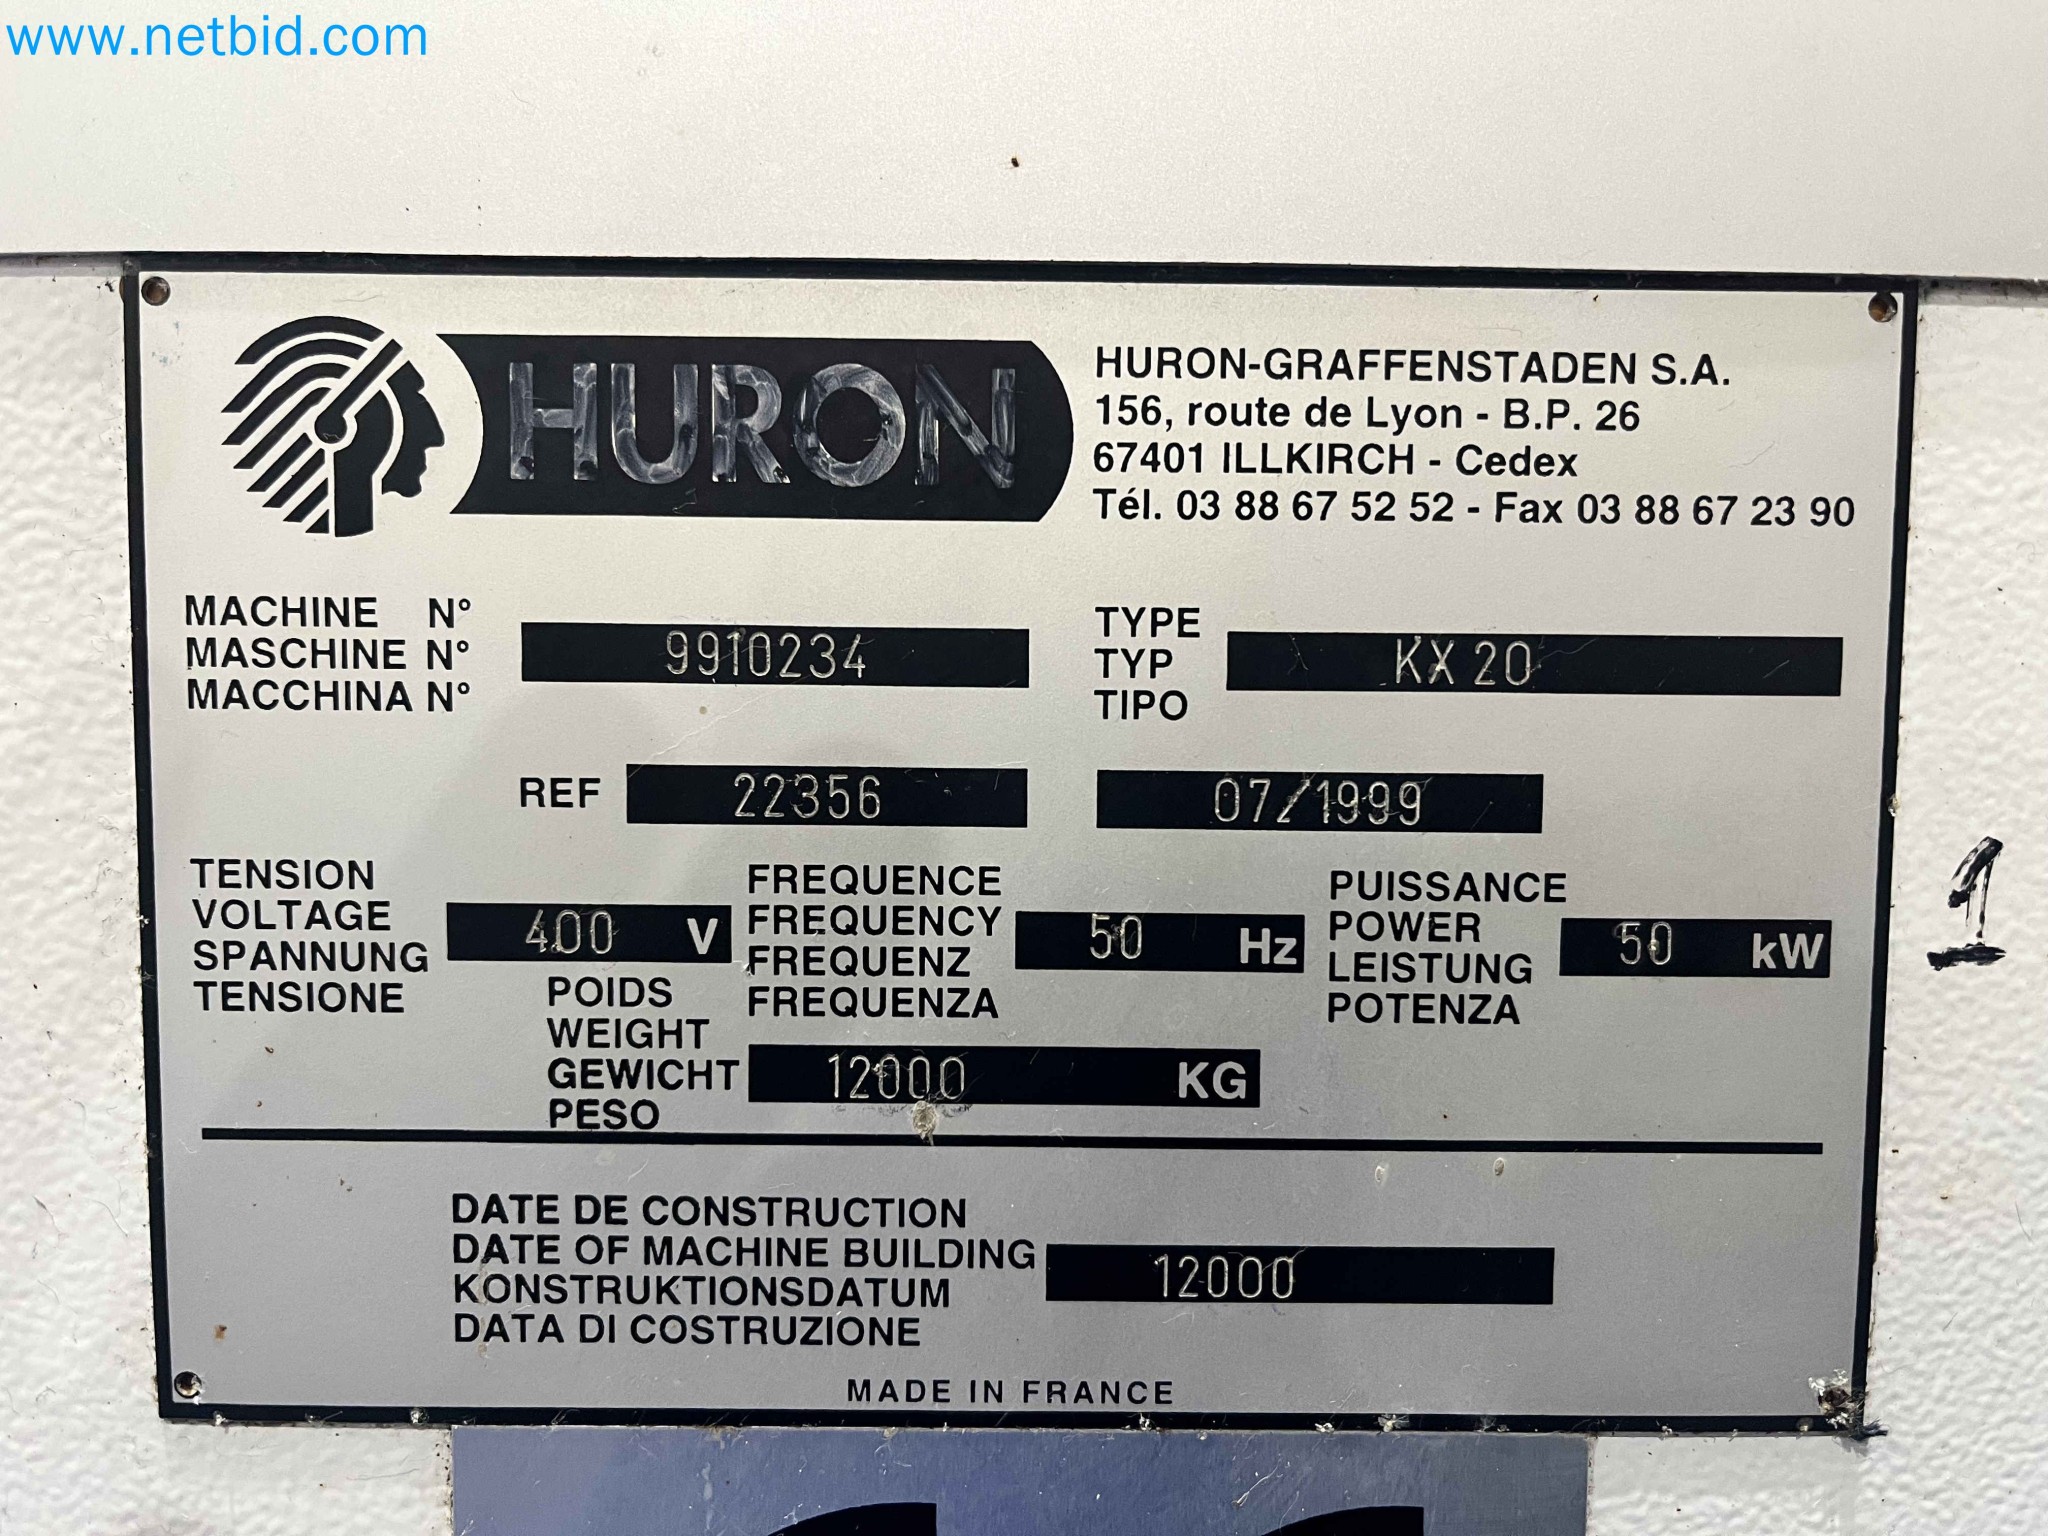 www.netbid.com
HURON
HURON-GRAFFENSTADEN S.A.
156, route de Lyon - B.P. 26
67401 ILLKIRCH - Cedex
Tél. 03 88 67 52 52 - Fax 03 88 67 23 90
MACHINE N°
MASCHINE N°
MACCHINA N°
9910234
TYPE
TYP
TIPO
KX 20
REF 22356
07/1999
TENSION
VOLTAGE
SPANNUNG
TENSIONE
400 V
FREQUENCE
FREQUENCY
FREQUENZ
FREQUENZA
50 Hz
PUISSANCE
POWER
LEISTUNG
POTENZA
50 kW
POIDS
WEIGHT
GEWICHT
PESO
12000 KG
1
DATE DE CONSTRUCTION
DATE OF MACHINE BUILDING
KONSTRUKTIONSDATUM
DATA DI COSTRUZIONE
12000
MADE IN FRANCE